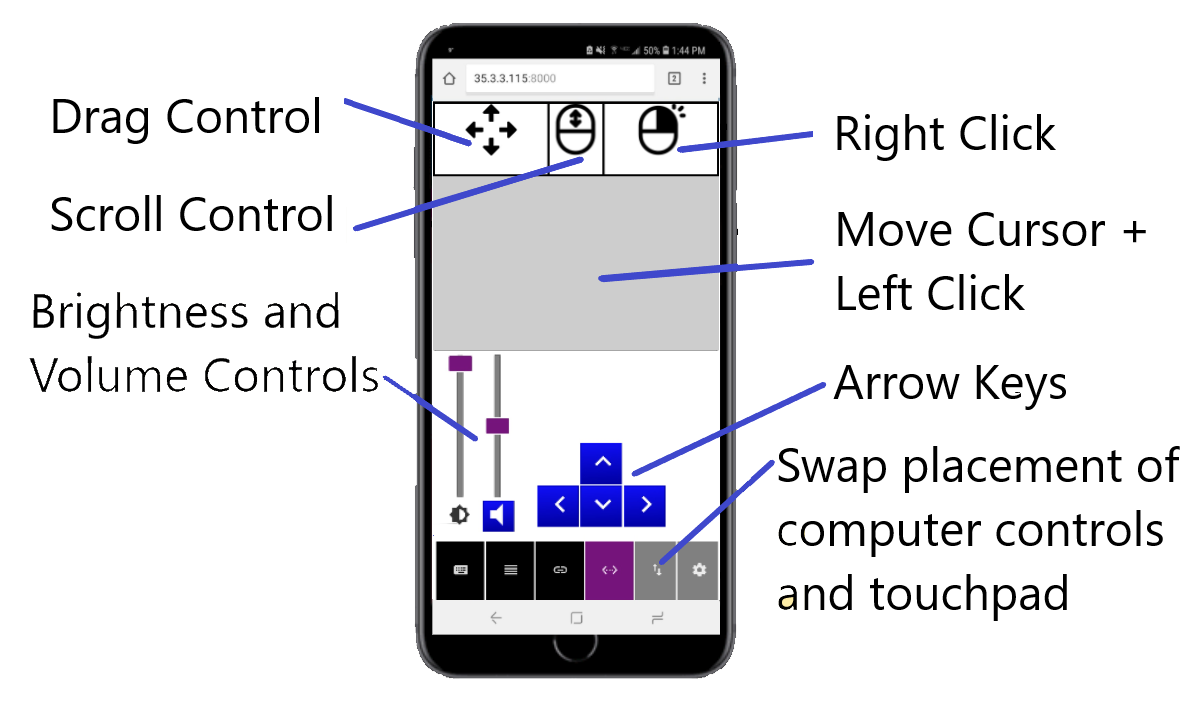 50% 1:44 PM
35.3.3.115:8000
2
Drag Control
Scroll Control
Brightness and
Volume Controls
Right Click
Move Cursor +
Left Click
Arrow Keys
Swap placement of
computer controls
and touchpad